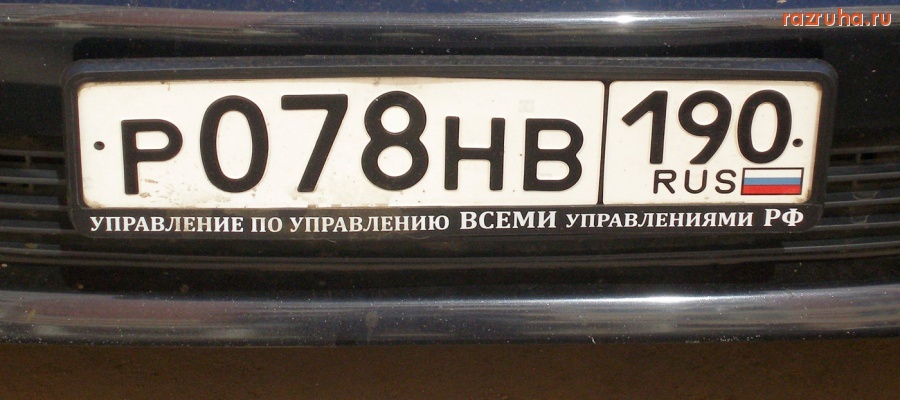 razruha.ru
Р078НВ 190
RUS
УПРАВЛЕНИЕ ПО УПРАВЛЕНИЮ ВСЕМИ УПРАВЛЕНИЯМИ РФ